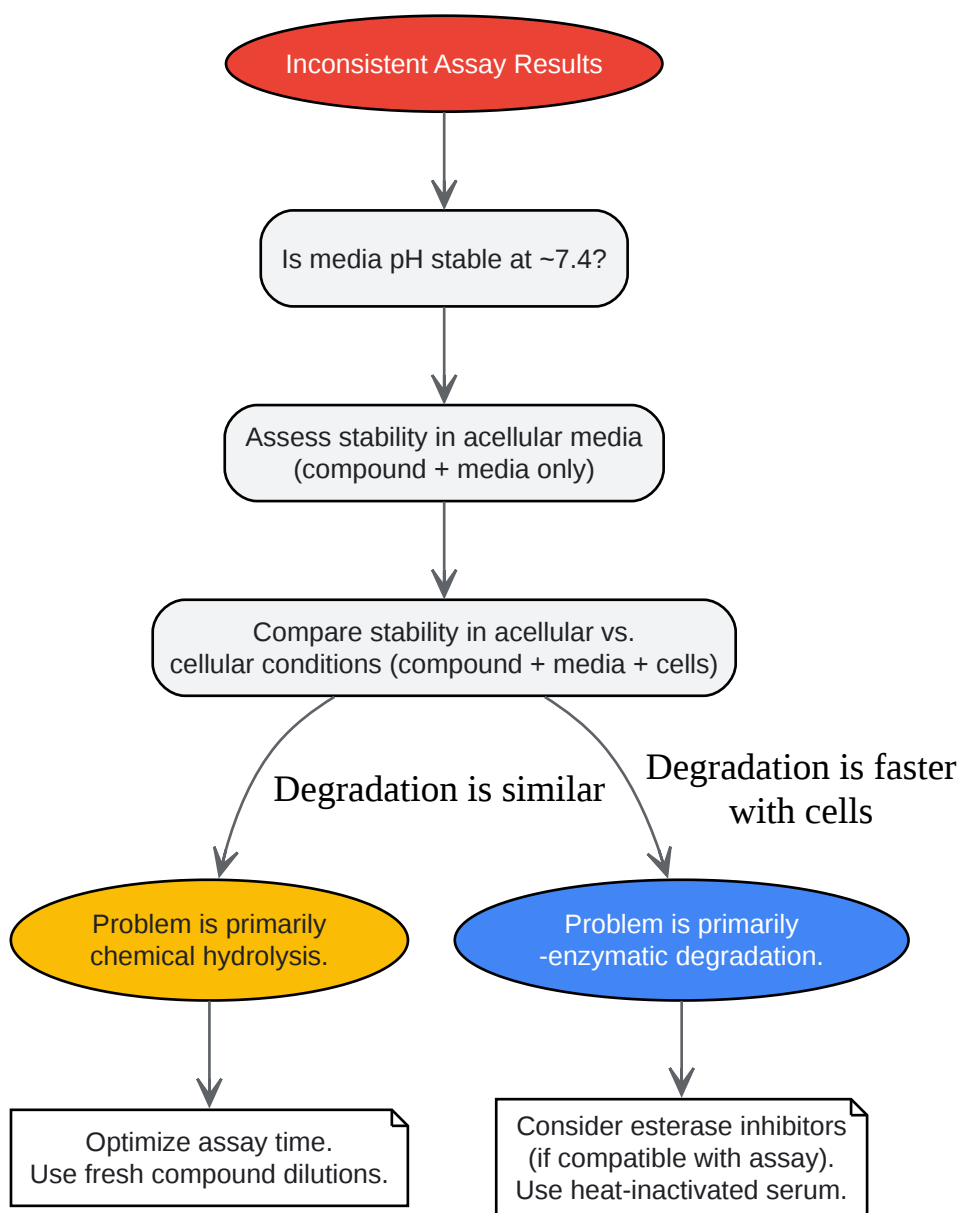 Inconsistent Assay Results
Is media pH stable at ~7.4?
Assess stability in acellular media
(compound + media only)
Compare stability in acellular vs.
cellular conditions (compound + media + cells)
Degradation is similar
Degradation is faster
with cells
Problem is primarily
chemical hydrolysis.
Problem is primarily
-enzymatic degradation.
Optimize assay time.
Use fresh compound dilutions.
Consider esterase inhibitors
(if compatible with assay).
Use heat-inactivated serum.